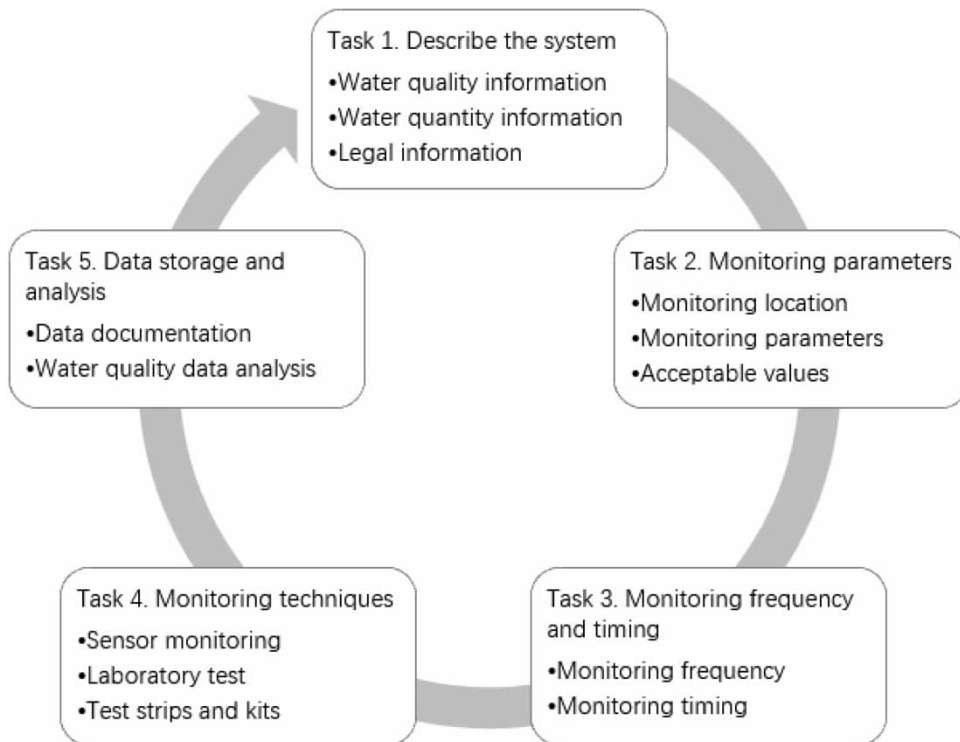 Task 1. Describe the system
•Water quality information
•Water quantity information
•Legal information
Task 2. Monitoring parameters
•Monitoring location
•Monitoring parameters
•Acceptable values
Task 3. Monitoring frequency
and timing
•Monitoring frequency
•Monitoring timing
Task 4. Monitoring techniques
•Sensor monitoring
•Laboratory test
•Test strips and kits
Task 5. Data storage and
analysis
•Data documentation
•Water quality data analysis